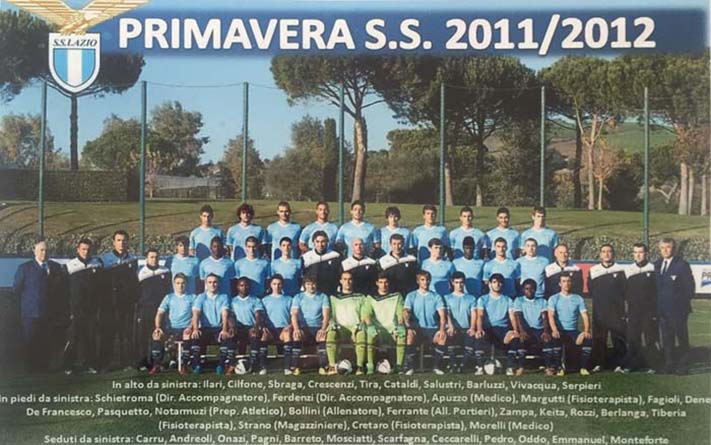 S.S.LAZIO
PRIMAVERA S.S. 2011/2012
In alto da sinistra: Ilari, Cilfone, Sbraga, Crescenzi, Tira, Cataldi, Salustri, Barluzzi, Vivacqua, Serpieri
In piedi da sinistra: Schietroma (Dir. Accompagnatore), Ferdenzi (Dir. Accompagnatore), Apuzzo (Medico), Margutti (Fisioterapista), Fagioli, Dene
De Francesco, Pasquetto, Notarmuzi (Prep. Atletico), Bollini (Allenatore), Ferrante (All. Portieri), Zampa, Keita, Rozzi, Berlanga, Tiberia
(Fisioterapista), Strano (Magazziniere), Cretaro (Fisioterapista), Morelli (Medico)
Seduti da sinistra: Carru, Andreoli, Onazi, Pagni, Barreto, Mosciatti, Scarfagna, Ceccarelli, Pedro, Oddo, Emmanuel, Monteforte